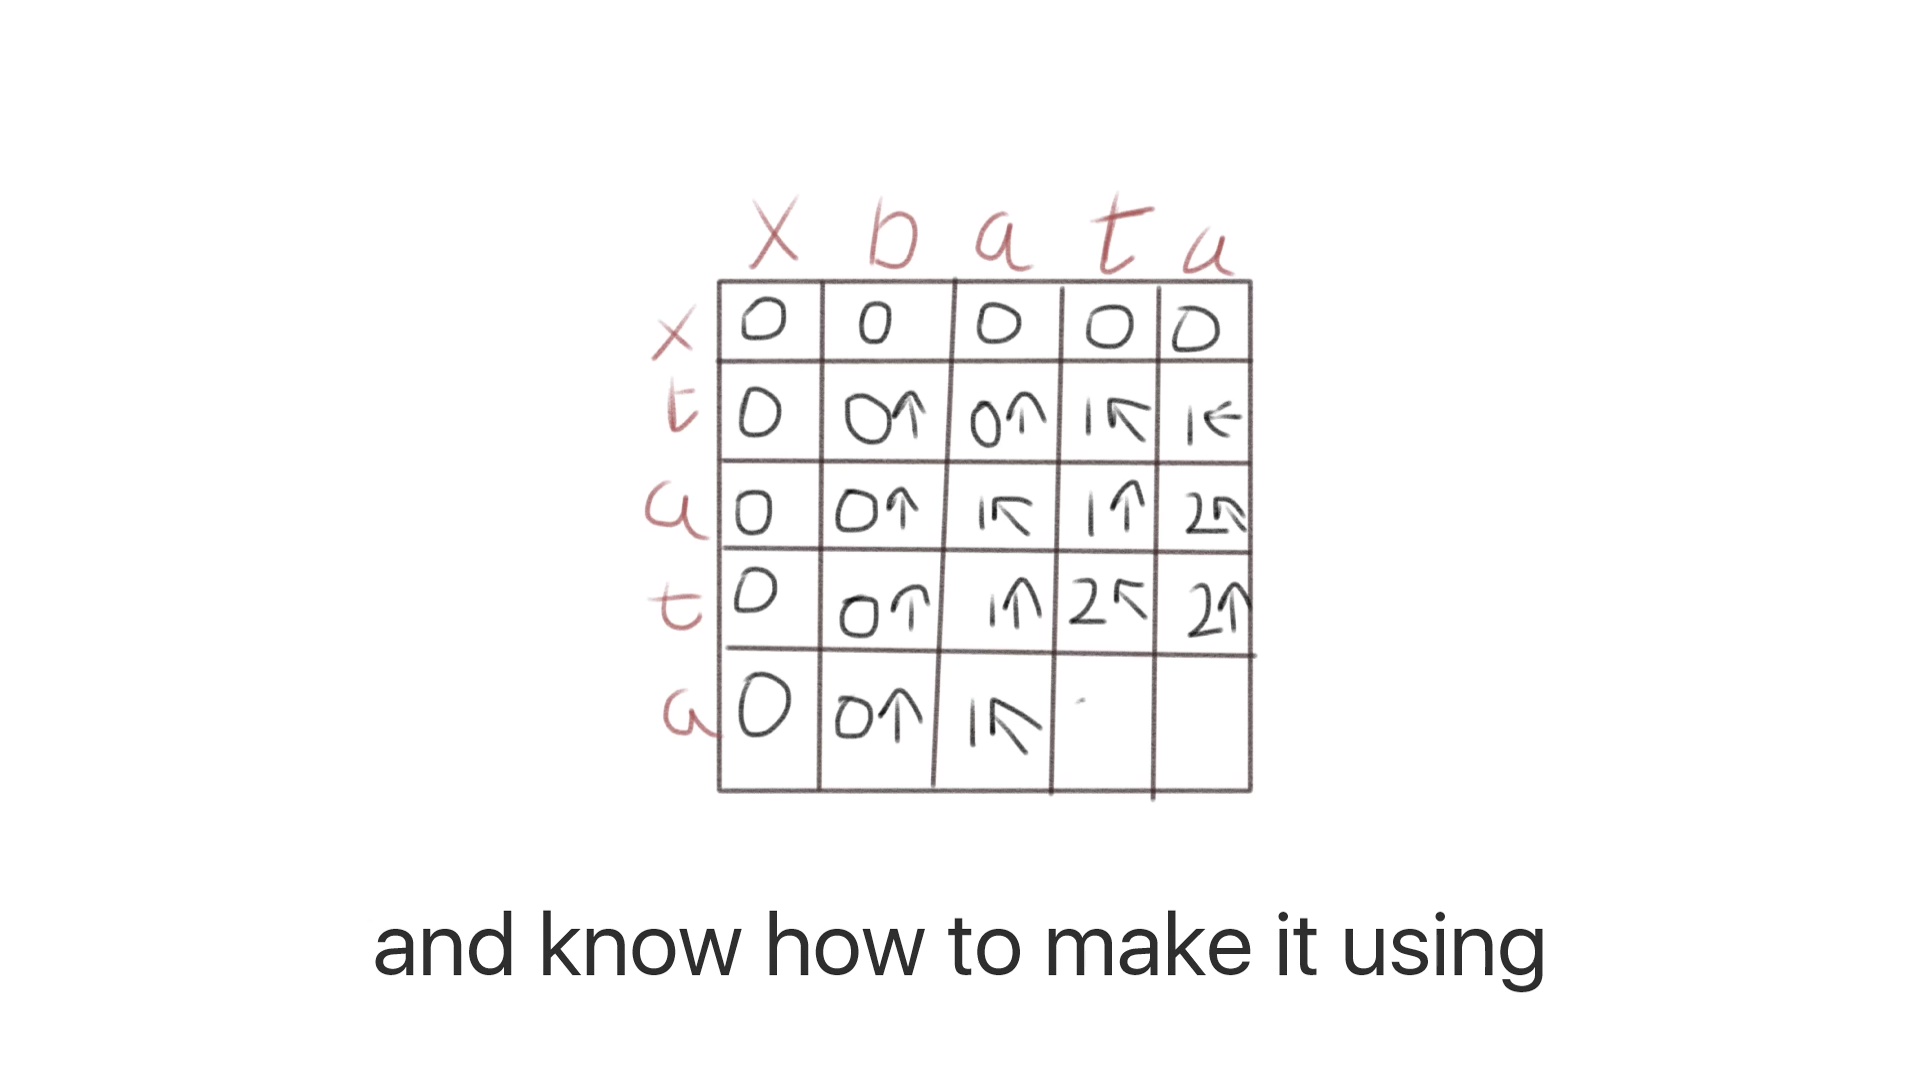 x b a t a
x 0 0 0 0 0
t 0 0↑ 0↑ 1↖ 1←
a 0 0↑ 1↖ 1↑ 2↖
t 0 0↑ 1↑ 2↖ 2↑
a 0 0↑ 1↖
and know how to make it using